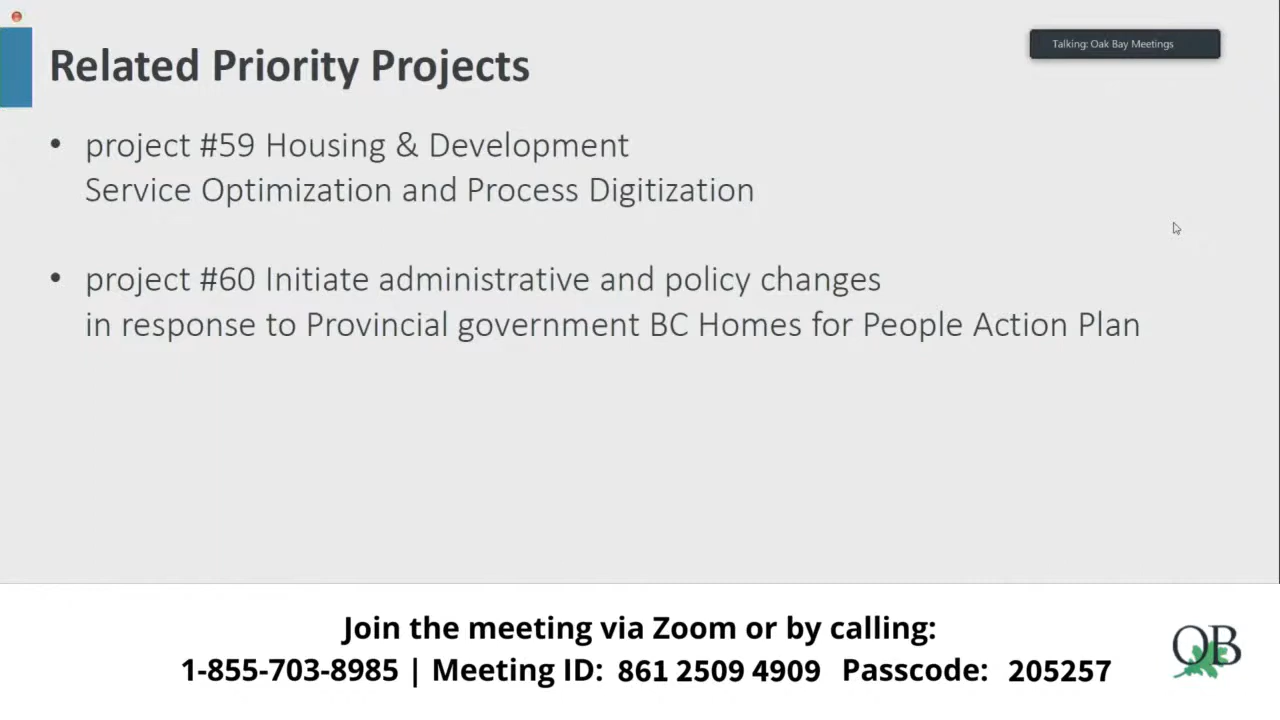 Related Priority Projects
Talking: Oak Bay Meetings
• project #59 Housing & Development
Service Optimization and Process Digitization
• project #60 Initiate administrative and policy changes
in response to Provincial government BC Homes for People Action Plan
Join the meeting via Zoom or by calling:
1-855-703-8985 | Meeting ID: 861 2509 4909 Passcode: 205257
OB